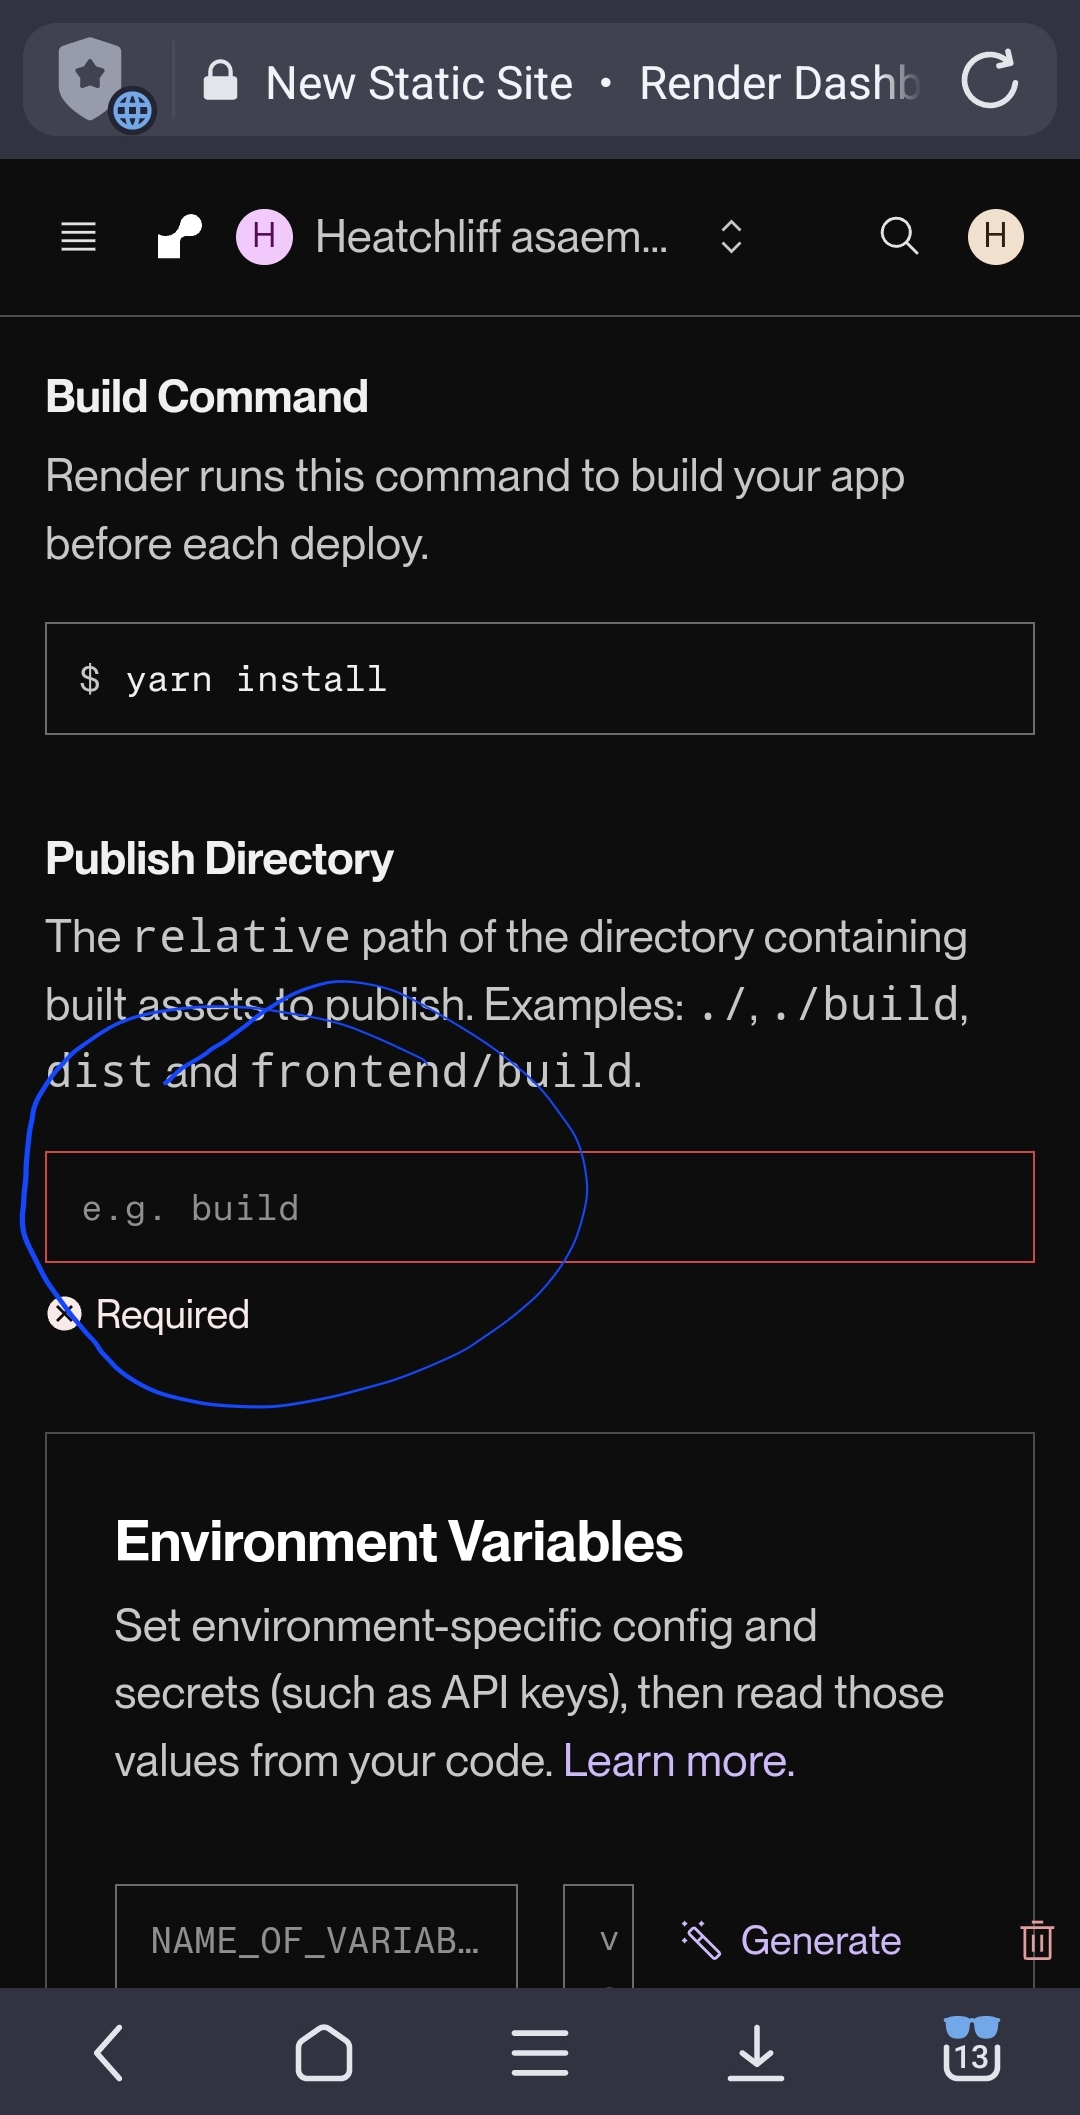 New Static Site • Render Dashb
H Heatchliff asaem... H
Build Command
Render runs this command to build your app
before each deploy.
$ yarn install
Publish Directory
The relative path of the directory containing
built assets to publish. Examples: ./, ./build,
dist and frontend/build.
e.g. build
Required
Environment Variables
Set environment-specific config and
secrets (such as API keys), then read those
values from your code. Learn more.
NAME_OF_VARIAB... v Generate
13